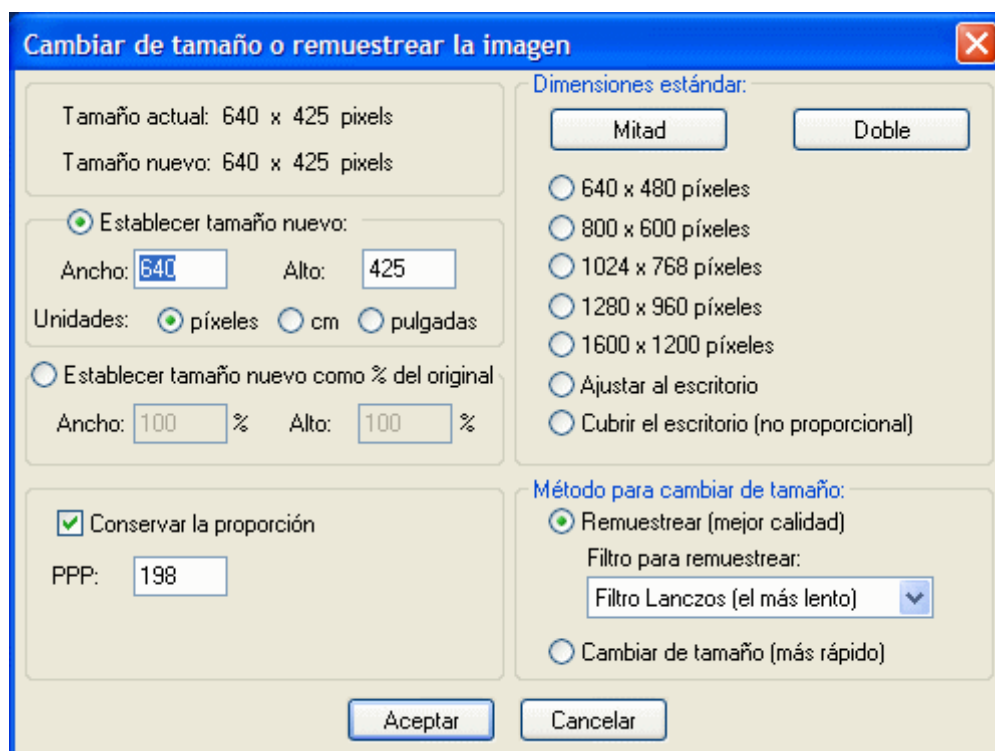 Cambiar de tamaño o remuestrear la imagen
Tamaño actual: 640 x 425 pixels
Tamaño nuevo: 640 x 425 pixels
Establecer tamaño nuevo:
Ancho: 640 Alto: 425
Unidades: píxeles cm pulgadas
Establecer tamaño nuevo como % del original
Ancho: 100 % Alto: 100 %
Conservar la proporción
PPP: 198
Dimensiones estándar:
Mitad Doble
640 x 480 píxeles
800 x 600 píxeles
1024 x 768 píxeles
1280 x 960 píxeles
1600 x 1200 píxeles
Ajustar al escritorio
Cubrir el escritorio (no proporcional)
Método para cambiar de tamaño:
Remuestrear (mejor calidad)
Filtro para remuestrear:
Filtro Lanczos (el más lento)
Cambiar de tamaño (más rápido)
Aceptar Cancelar